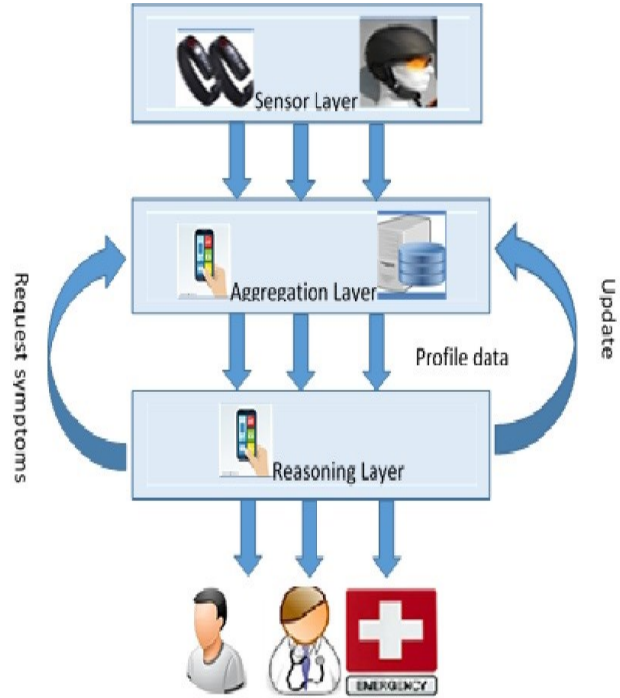 Sensor Layer
Aggregation Layer
Request symptoms
Update
Profile data
Reasoning Layer
EMERGENCY